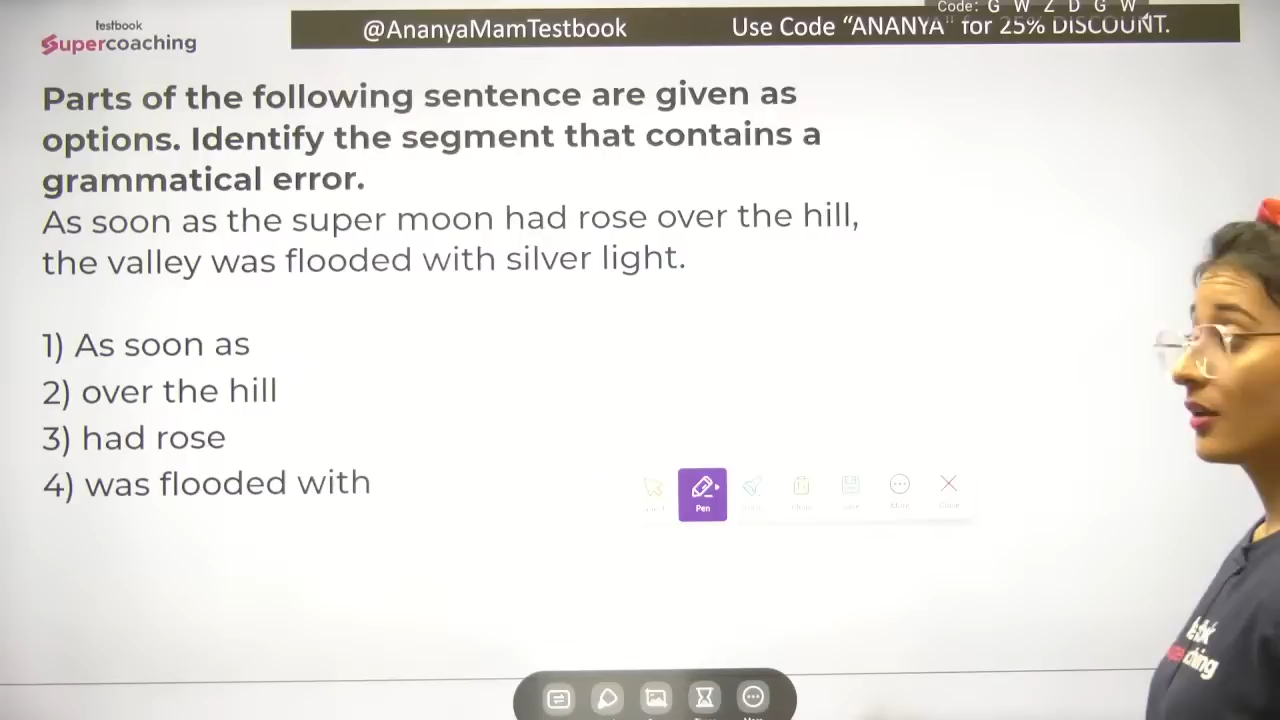 testbook
Supercoaching
@AnanyaMamTestbook
Use Code “ANANYA" for 25% DISCOUNT.
Code: G W Z D G W
Parts of the following sentence are given as
options. Identify the segment that contains a
grammatical error.
As soon as the super moon had rose over the hill,
the valley was flooded with silver light.
1) As soon as
2) over the hill
3) had rose
4) was flooded with
Pen
More
Close